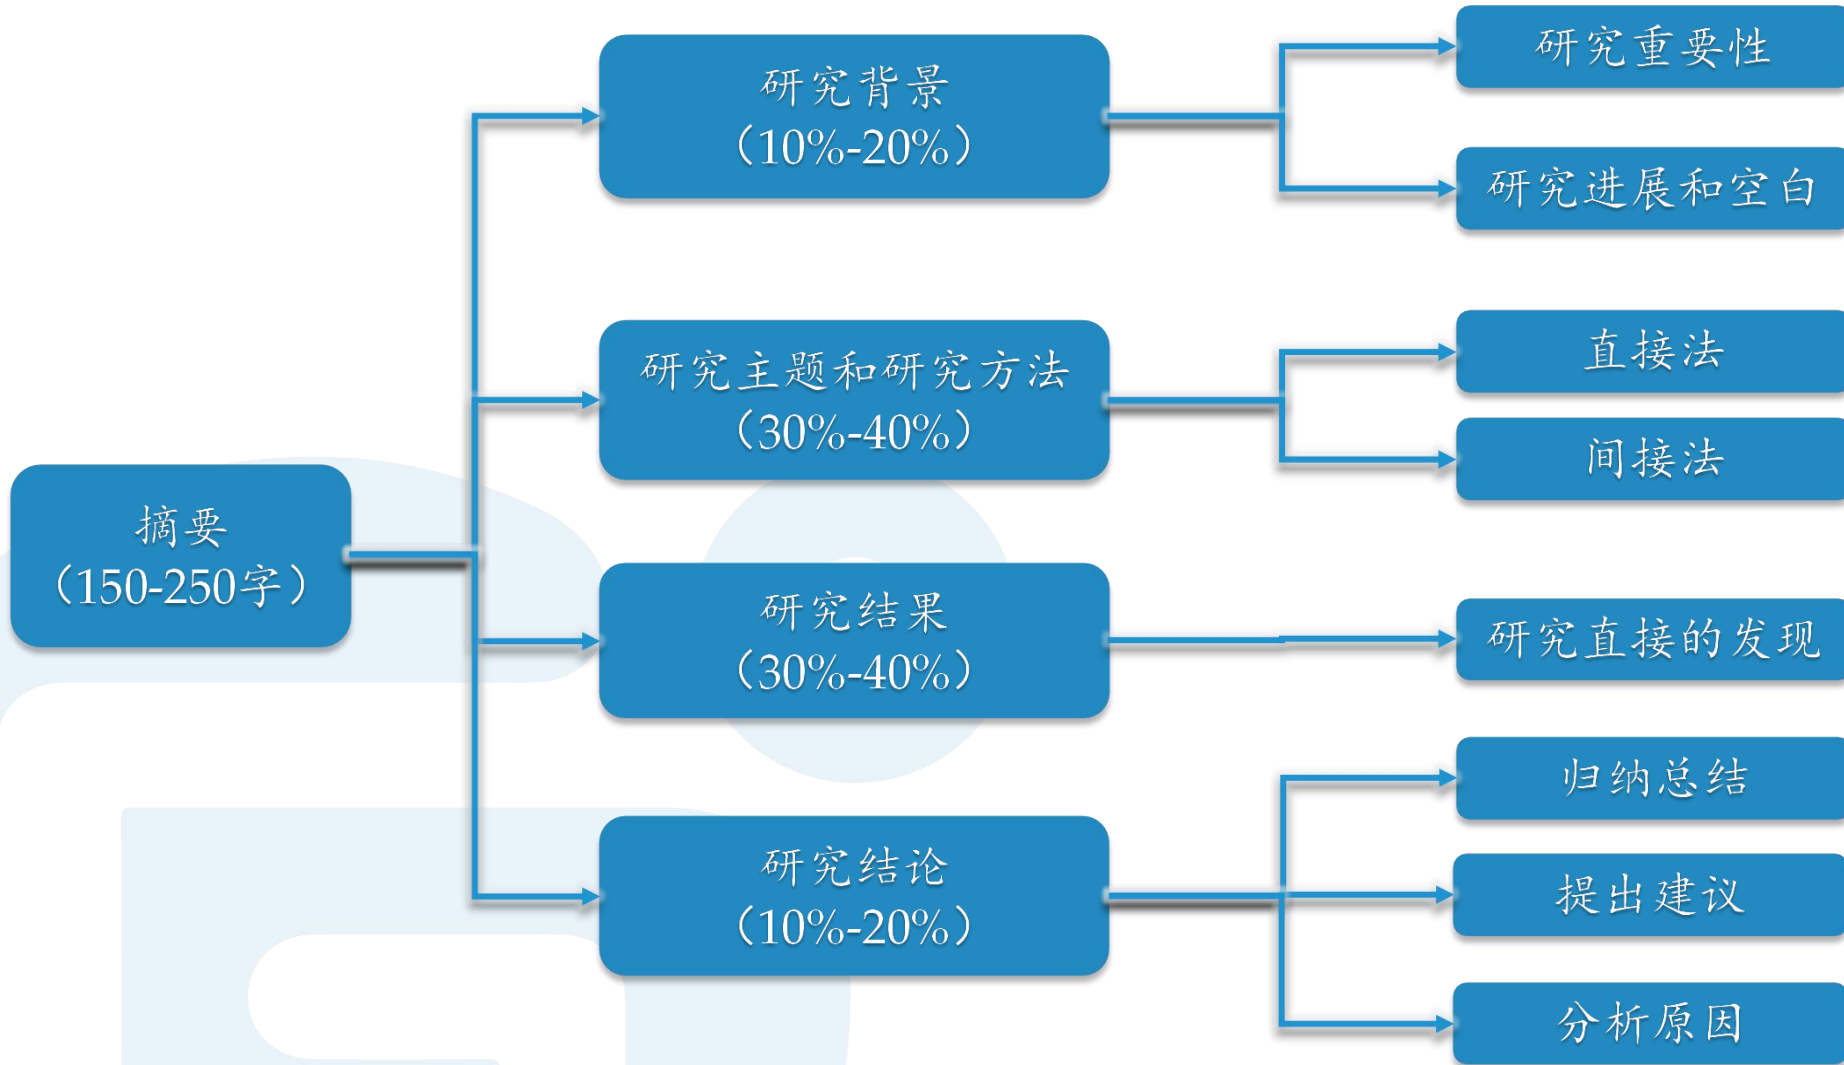 摘要
（150-250字）
研究背景
（10%-20%）
研究重要性
研究进展和空白
研究主题和研究方法
（30%-40%）
直接法
间接法
研究结果
（30%-40%）
研究直接的发现
研究结论
（10%-20%）
归纳总结
提出建议
分析原因